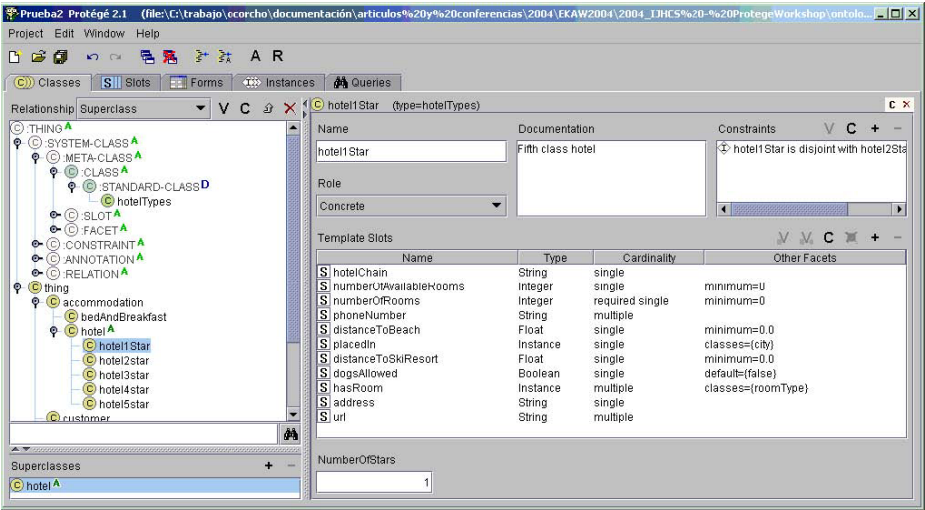 Prueba2 Protégé 2.1 (file:\C:\trabajo\ocorcho\documentación\articulos%20y%20conferencias\2004\EKAW2004\2004_IJHCS%20-%20ProtegeWorkshop\ontolo...
Project Edit Window Help
A R
C Classes S Slots Forms Instances Queries
Relationship Superclass V C
C :THING A
C :SYSTEM-CLASS A
C :META-CLASS A
C :CLASS A
C :STANDARD-CLASS D
C hotelTypes
C :SLOT A
C :FACET A
C :CONSTRAINT A
C :ANNOTATION A
C :RELATION A
C thing
C accommodation
C bedAndBreakfast
C hotel A
C hotel1Star
C hotel2star
C hotel3star
C hotel4star
C hotel5star
C customer
Superclasses + -
C hotel A
C hotel1Star (type=hotelTypes) C ×
Name Documentation Constraints V C + -
hotel1Star Fifth class hotel hotel1Star is disjoint with hotel2Sta
Role
Concrete
Template Slots V V C + -
Name Type Cardinality Other Facets
S hotelChain String single
S numberOfAvailableRooms Integer single minimum=0
S numberOfRooms Integer required single minimum=0
S phoneNumber String multiple
S distanceToBeach Float single minimum=0.0
S placedIn Instance single classes={city}
S distanceToSkiResort Float single minimum=0.0
S dogsAllowed Boolean single default={false}
S hasRoom Instance multiple classes={roomType}
S address String single
S url String multiple
NumberOfStars
1